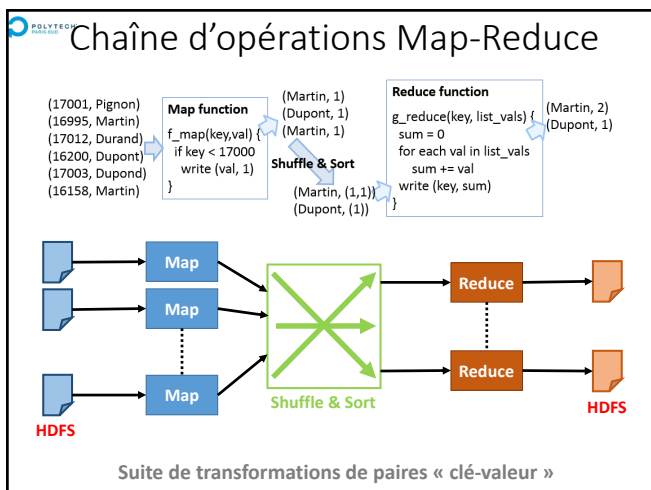 POLYTECH
PARIS-SUD
Chaîne d’opérations Map-Reduce
(17001, Pignon)
(16995, Martin)
(17012, Durand)
(16200, Dupont)
(17003, Dupond)
(16158, Martin)
Map function
f_map(key,val) {
if key < 17000
write (val, 1)
}
(Martin, 1)
(Dupont, 1)
(Martin, 1)
Shuffle & Sort
(Martin, (1,1))
(Dupont, (1))
Reduce function
g_reduce(key, list_vals) {
sum = 0
for each val in list_vals
sum += val
write (key, sum)
}
(Martin, 2)
(Dupont, 1)
Map
Reduce
Map
Map
Reduce
Shuffle & Sort
HDFS
HDFS
Suite de transformations de paires « clé-valeur »